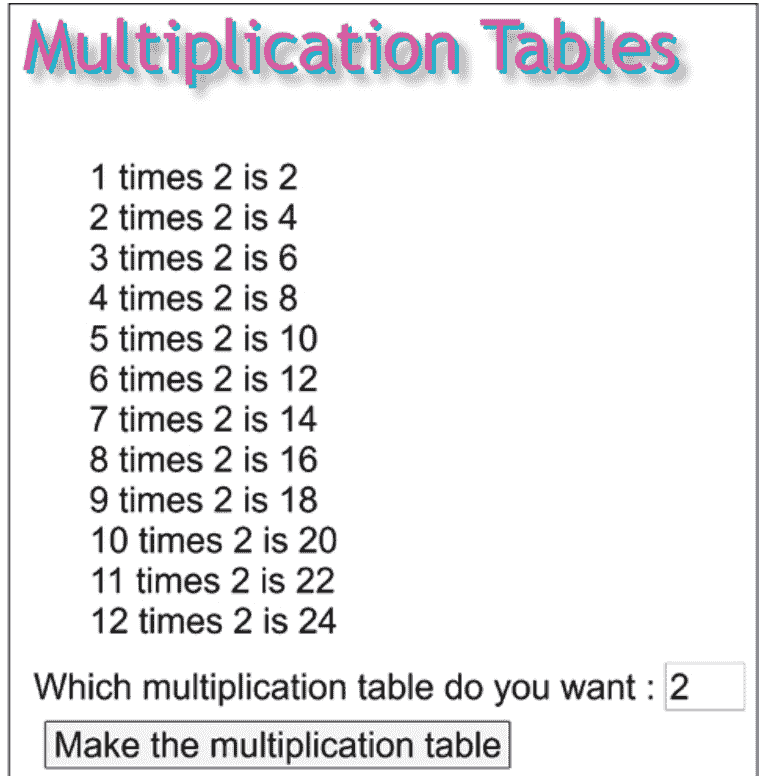 Multiplication Tables
1 times 2 is 2
2 times 2 is 4
3 times 2 is 6
4 times 2 is 8
5 times 2 is 10
6 times 2 is 12
7 times 2 is 14
8 times 2 is 16
9 times 2 is 18
10 times 2 is 20
11 times 2 is 22
12 times 2 is 24
Which multiplication table do you want : 2
Make the multiplication table